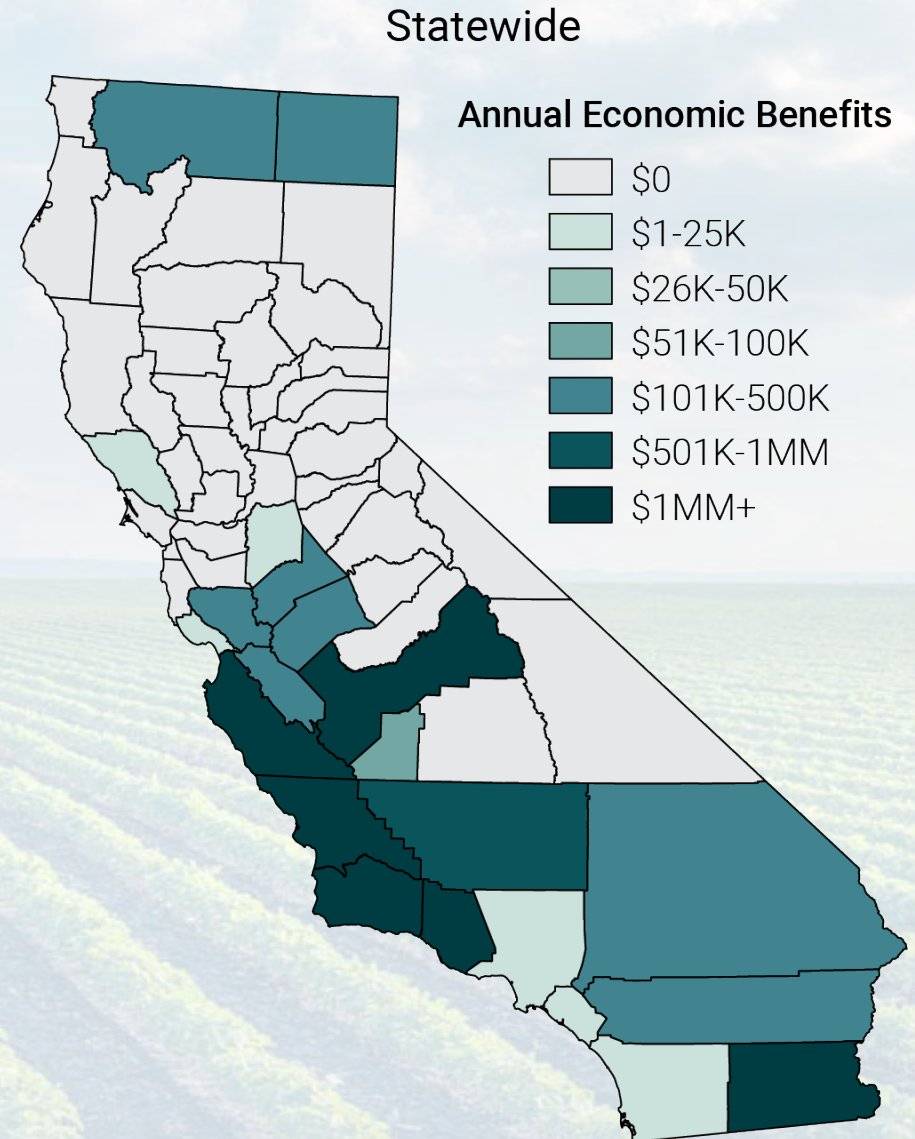 Statewide
Annual Economic Benefits
$0
$1-25K
$26K-50K
$51K-100K
$101K-500K
$501K-1MM
$1MM+